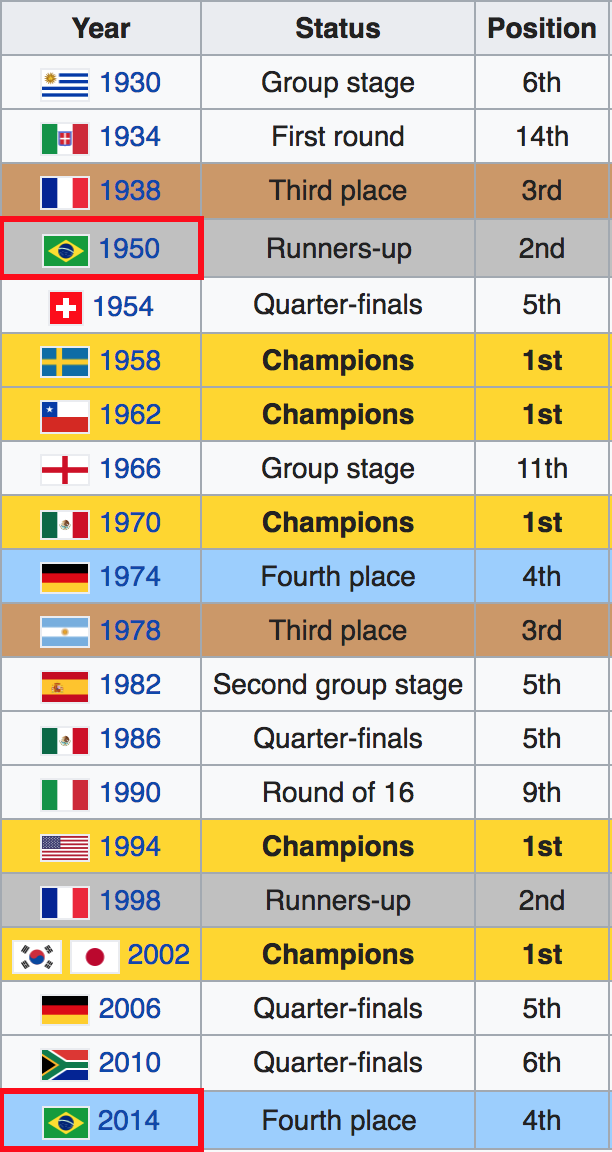 Year Status Position
1930 Group stage 6th
1934 First round 14th
1938 Third place 3rd
1950 Runners-up 2nd
1954 Quarter-finals 5th
1958 Champions 1st
1962 Champions 1st
1966 Group stage 11th
1970 Champions 1st
1974 Fourth place 4th
1978 Third place 3rd
1982 Second group stage 5th
1986 Quarter-finals 5th
1990 Round of 16 9th
1994 Champions 1st
1998 Runners-up 2nd
2002 Champions 1st
2006 Quarter-finals 5th
2010 Quarter-finals 6th
2014 Fourth place 4th